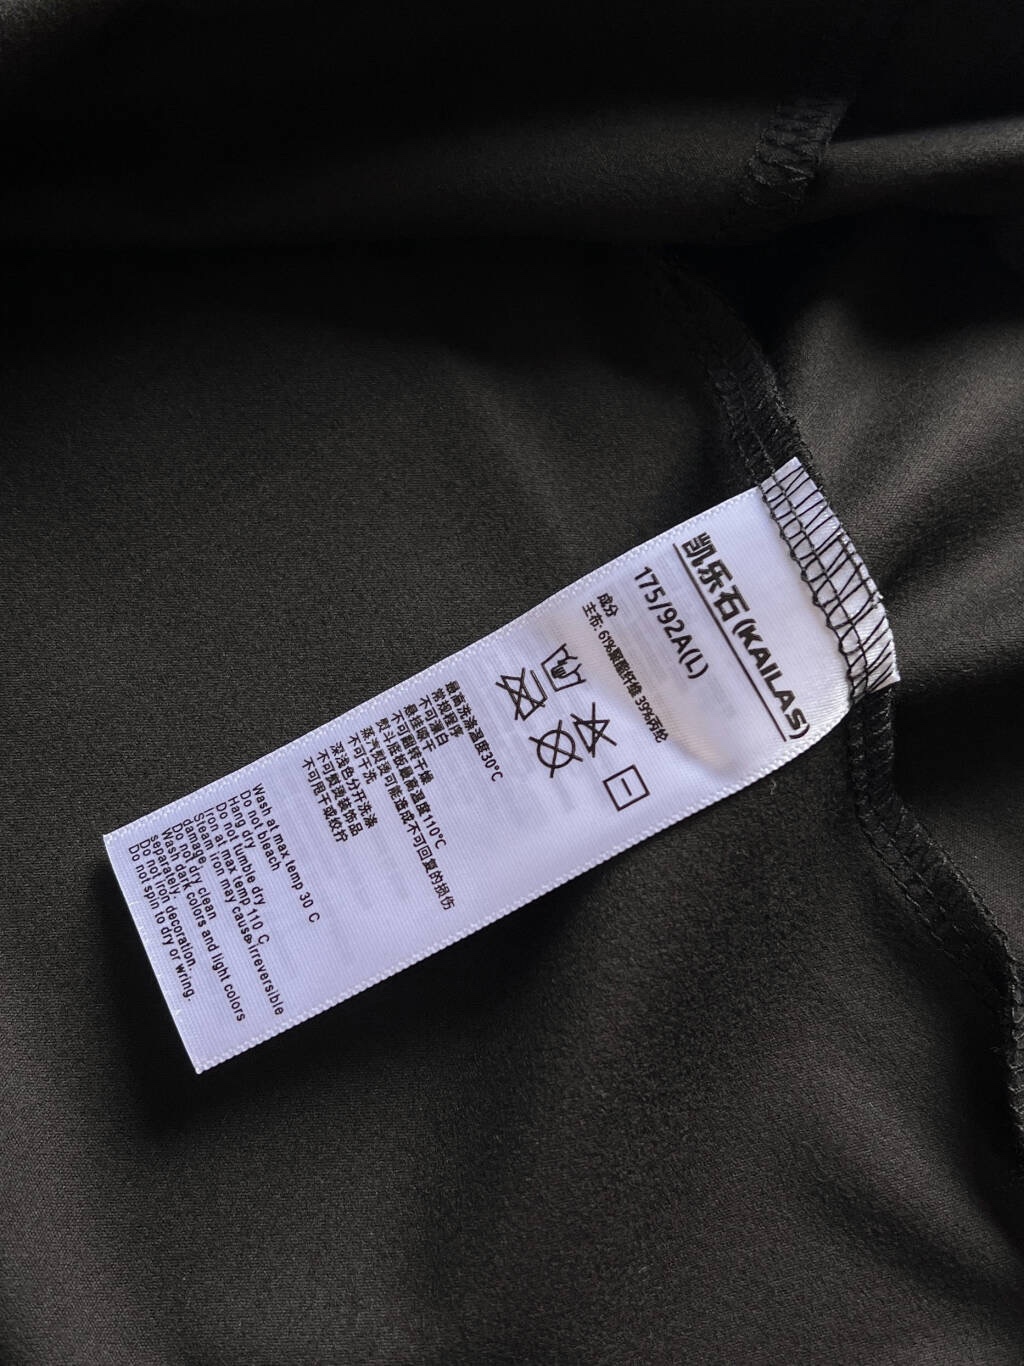 凯乐石(KAILAS)
175/92A(L)
成分
主布: 61%聚酯纤维 39%丙纶
最高洗涤温度30°C
常规程序
不可漂白
悬挂晾干
不可翻转干燥
熨斗底板最高温度110°C
蒸汽熨烫可能造成不可回复的损伤
不可干洗
深浅色分开洗涤
不可熨烫装饰品
不可甩干或绞拧
Wash at max temp 30 C
Do not bleach
Hang dry
Do not tumble dry
Iron at max temp 110 C
Steam iron may cause irreversible
damage.
Do not dry clean
Wash dark colors and light colors
separately.
Do not iron decoration.
Do not spin to dry or wring.